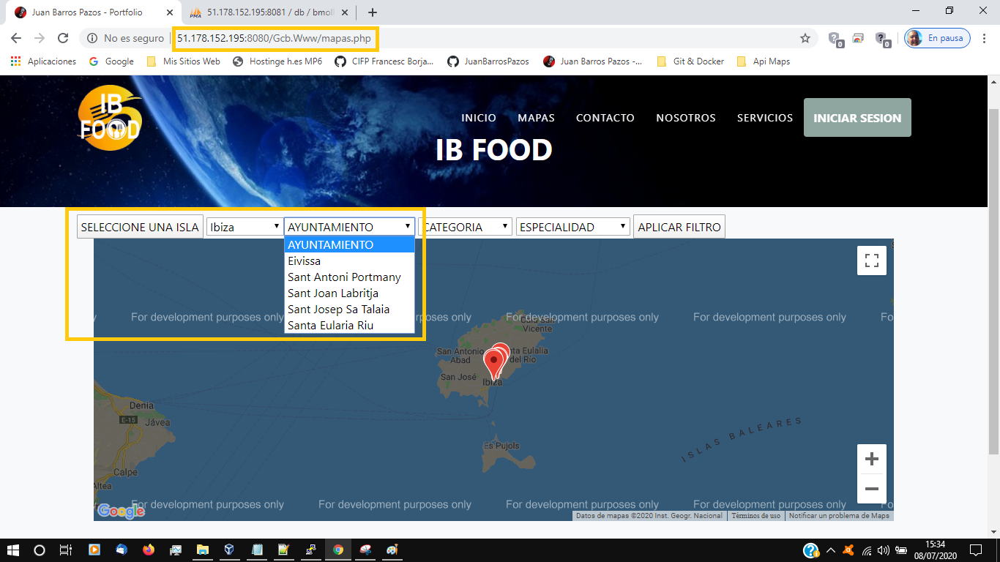 Juan Barros Pazos - Portfolio
51.178.152.195:8081 / db / bmoli
No es seguro
51.178.152.195:8080/Gcb.Www/mapas.php
0
0
En pausa
Aplicaciones
Google
Mis Sitios Web
Hostinge h.es MP6
CIFP Francesc Borja...
JuanBarrosPazos
Juan Barros Pazos -...
Git & Docker
Api Maps
IB
FOOD
INICIO
MAPAS
CONTACTO
NOSOTROS
SERVICIOS
INICIAR SESION
IB FOOD
SELECCIONE UNA ISLA
Ibiza
AYUNTAMIENTO
CATEGORIA
ESPECIALIDAD
APLICAR FILTRO
AYUNTAMIENTO
Eivissa
Sant Antoni Portmany
Sant Joan Labritja
Sant Josep Sa Talaia
Santa Eularia Riu
y
For development purposes only
poses only
For development purposes only
For development purposes only
Fo
Cala San
Vicente
San Antonio
Abad
nta Eulalia
del Río
San José
Ibiza
Denia
E-15
Jávea
Es Pujols
ISLAS BALEARES
Calpe
Altea
y
For development purposes only
For development purposes only
For development purposes only
For development purposes only
Fo
Google
Datos de mapas ©2020 Inst. Geogr. Nacional
Términos de uso
Notificar un problema de Maps
15:34
08/07/2020